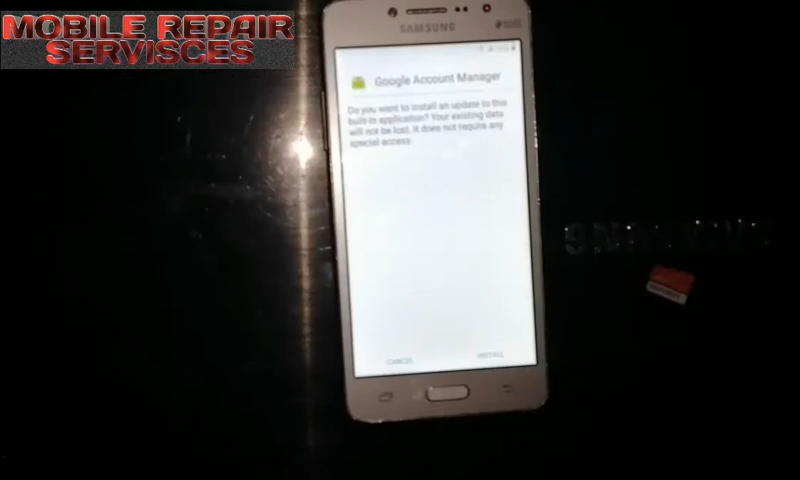 MOBILE REPAIR
SERVISCES
SAMSUNG
Google Account Manager
Do you want to install an update to this
built-in application? Your existing data
will not be lost. It does not require any
special access.
CANCEL
INSTALL